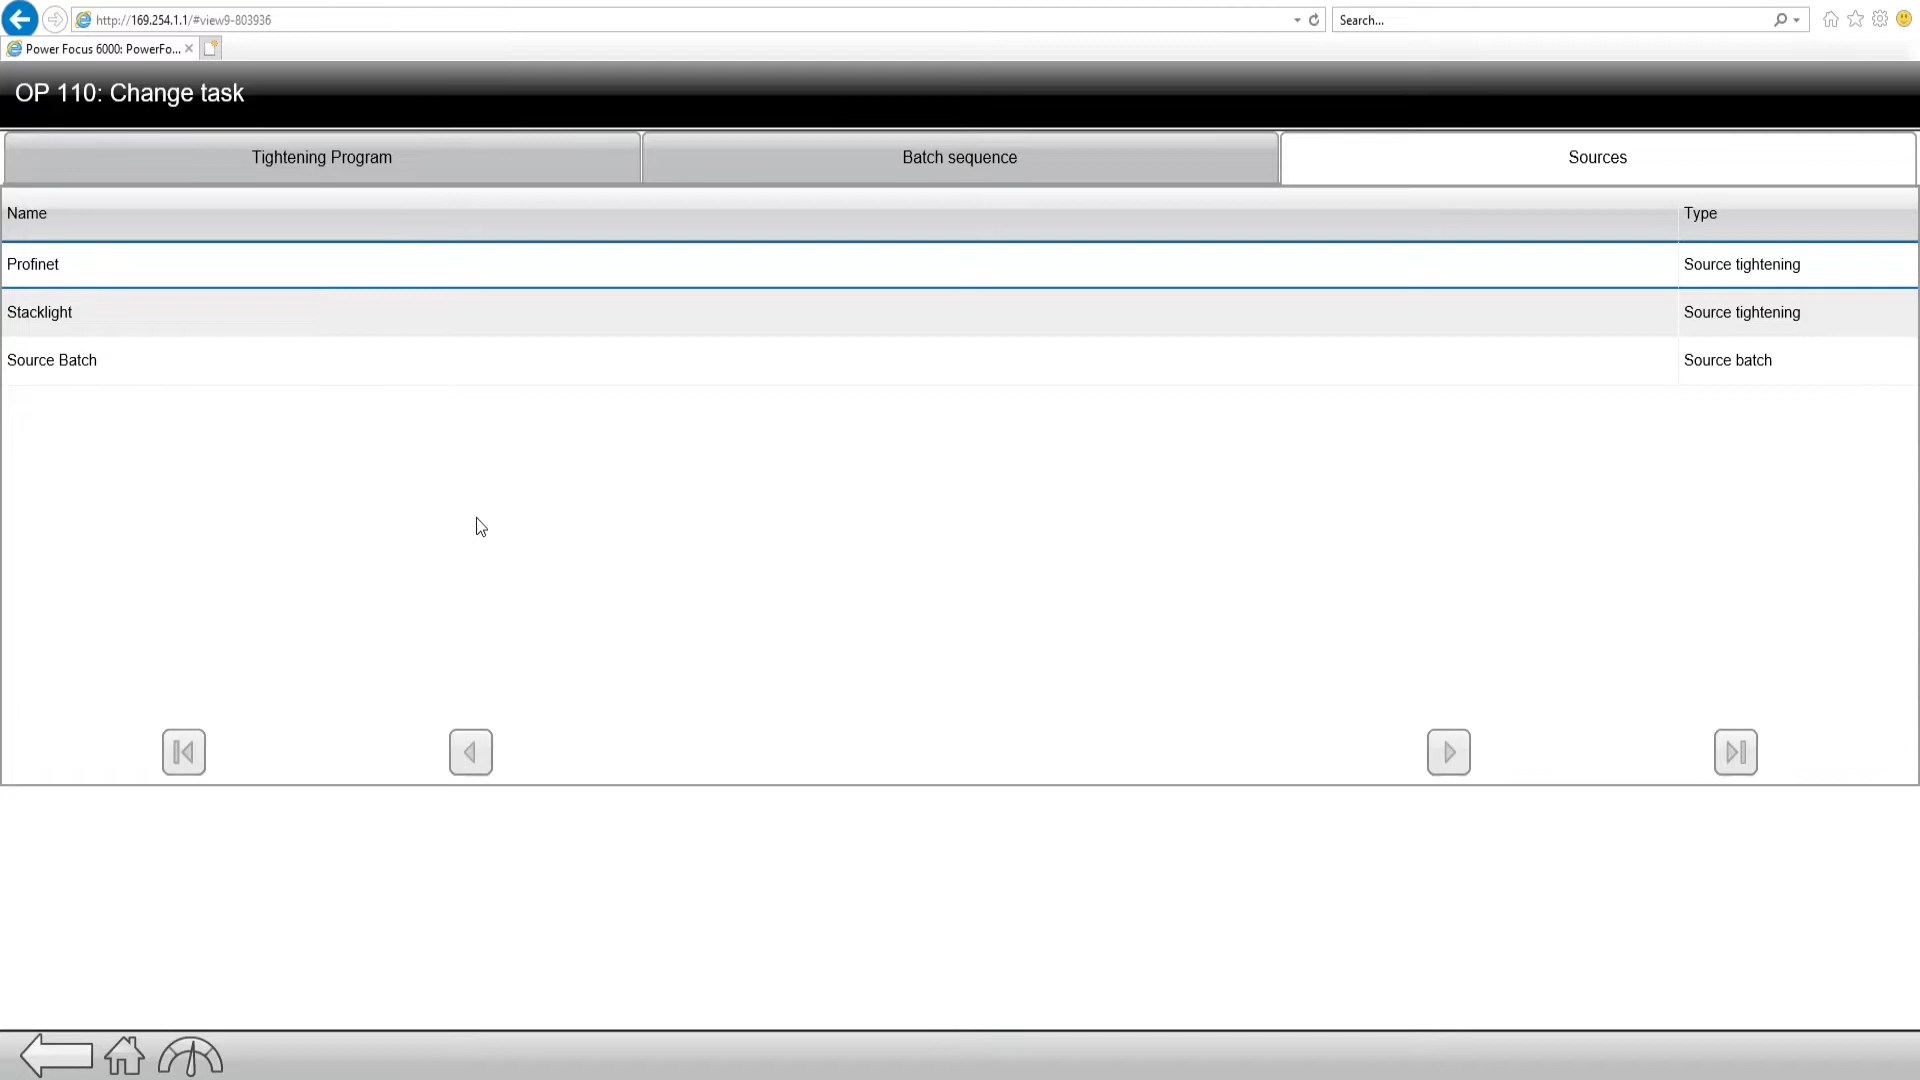 http://169.254.1.1/#view9-803936
Search...
Power Focus 6000: PowerFo...
OP 110: Change task
Tightening Program
Batch sequence
Sources
Name
Type
Profinet
Source tightening
Stacklight
Source tightening
Source Batch
Source batch